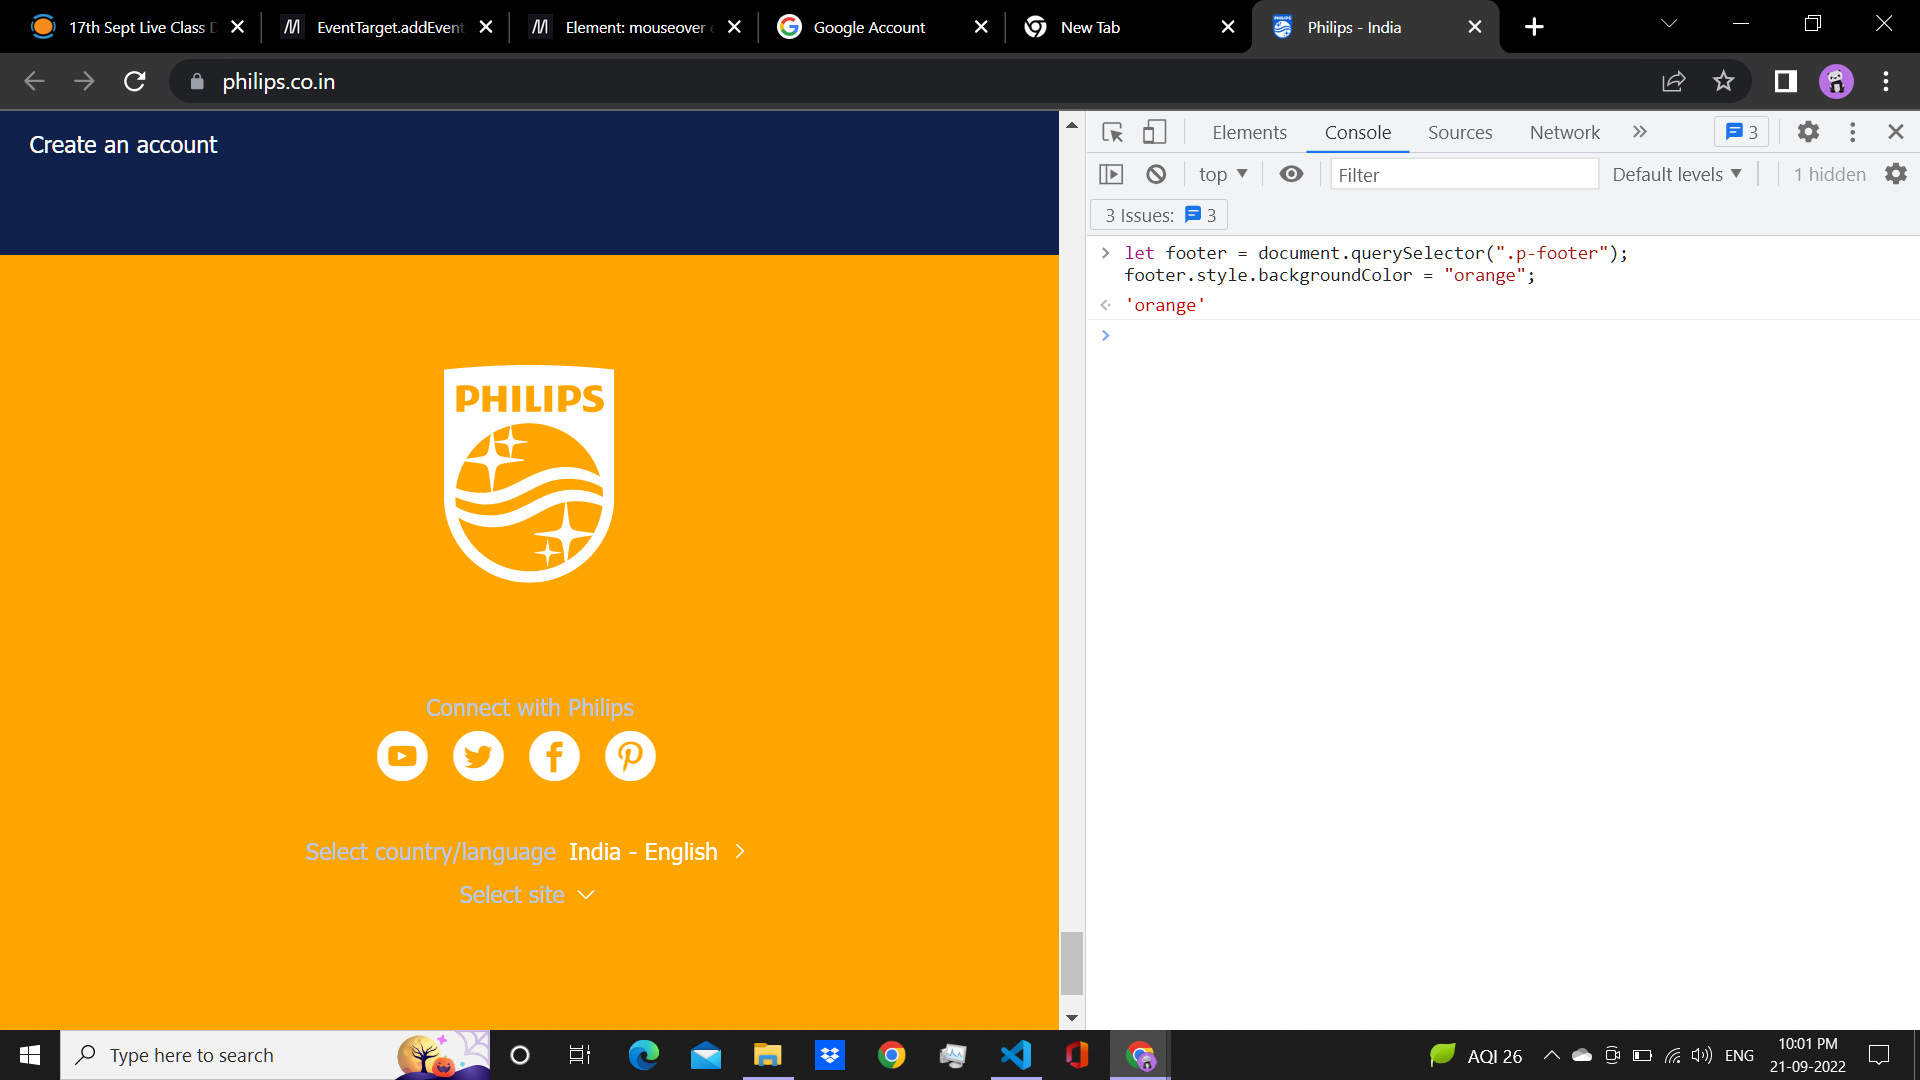 17th Sept Live Class D
EventTarget.addEvent
Element: mouseover e
Google Account
New Tab
Philips - India
philips.co.in
Create an account
PHILIPS
Connect with Philips
Select country/language India - English
Select site
Elements Console Sources Network 3
top Filter Default levels 1 hidden
3 Issues: 3
let footer = document.querySelector(".p-footer");
footer.style.backgroundColor = "orange";
'orange'
Type here to search
AQI 26
ENG
10:01 PM
21-09-2022